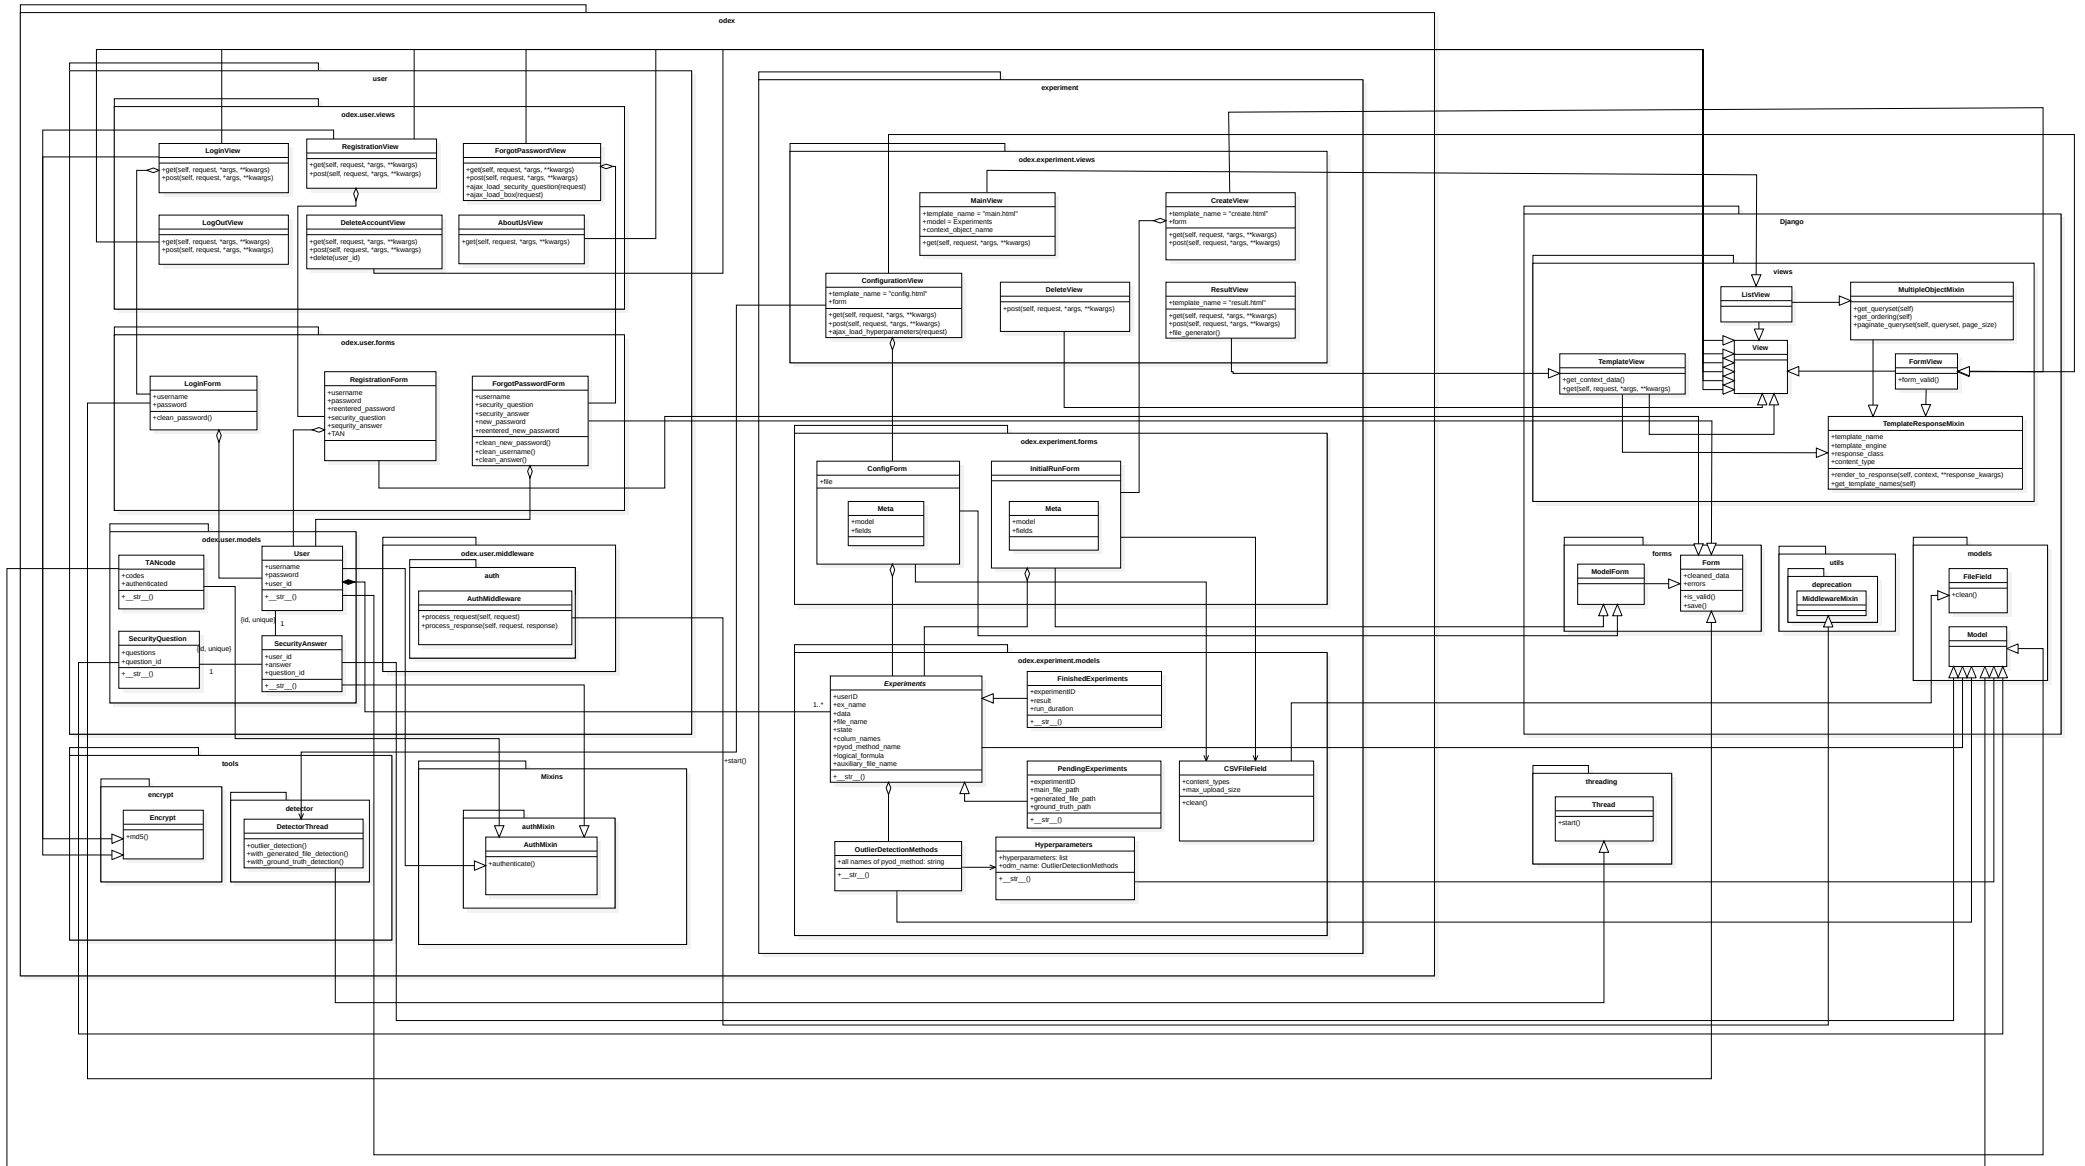 odex
user
odex.user.views
LoginView
+get(self, request, *args, **kwargs)
+post(self, request, *args, **kwargs)
RegistrationView
+get(self, request, *args, **kwargs)
+post(self, request, *args, **kwargs)
ForgotPasswordView
+get(self, request, *args, **kwargs)
+post(self, request, *args, **kwargs)
+ajax_load_security_question(request)
+ajax_load_box(request)
LogOutView
+get(self, request, *args, **kwargs)
+post(self, request, *args, **kwargs)
DeleteAccountView
+get(self, request, *args, **kwargs)
+post(self, request, *args, **kwargs)
+delete(user_id)
AboutUsView
+get(self, request, *args, **kwargs)
odex.user.forms
LoginForm
+username
+password
+clean_password()
RegistrationForm
+username
+password
+reentered_password
+security_question
+sequrity_answer
+TAN
ForgotPasswordForm
+username
+security_question
+security_answer
+new_password
+reentered_new_password
+clean_new_password()
+clean_username()
+clean_answer()
odex.user.models
TANcode
+codes
+authenticated
+__str__()
User
+username
+password
+user_id
+__str__()
{id, unique}
1
SecurityQuestion
+questions
+question_id
+__str__()
{id, unique}
1
SecurityAnswer
+user_id
+answer
+question_id
+__str__()
odex.user.middleware
auth
AuthMiddleware
+process_request(self, request)
+process_response(self, request, response)
tools
encrypt
Encrypt
+md5()
detector
DetectorThread
+outlier_detection()
+with_generated_file_detection()
+with_ground_truth_detection()
Mixins
authMixin
AuthMixin
+authenticate()
+start()
experiment
odex.experiment.views
MainView
+template_name = "main.html"
+model = Experiments
+context_object_name
+get(self, request, *args, **kwargs)
CreateView
+template_name = "create.html"
+form
+get(self, request, *args, **kwargs)
+post(self, request, *args, **kwargs)
ConfigurationView
+template_name = "config.html"
+form
+get(self, request, *args, **kwargs)
+post(self, request, *args, **kwargs)
+ajax_load_hyperparameters(request)
DeleteView
+post(self, request, *args, **kwargs)
ResultView
+template_name = "result.html"
+get(self, request, *args, **kwargs)
+post(self, request, *args, **kwargs)
+file_generator()
odex.experiment.forms
ConfigForm
+file
Meta
+model
+fields
InitialRunForm
Meta
+model
+fields
odex.experiment.models
Experiments
+userID
+ex_name
+data
+file_name
+state
+colum_names
+pyod_method_name
+logical_formula
+auxiliary_file_name
+__str__()
1..*
FinishedExperiments
+experimentID
+result
+run_duration
+__str__()
PendingExperiments
+experimentID
+main_file_path
+generated_file_path
+ground_truth_path
+__str__()
CSVFileField
+content_types
+max_upload_size
+clean()
OutlierDetectionMethods
+all names of pyod_method: string
+__str__()
Hyperparameters
+hyperparameters: list
+odm_name: OutlierDetectionMethods
+__str__()
Django
views
ListView
MultipleObjectMixin
+get_queryset(self)
+get_ordering(self)
+paginate_queryset(self, queryset, page_size)
View
TemplateView
+get_context_data()
+get(self, request, *args, **kwargs)
FormView
+form_valid()
TemplateResponseMixin
+template_name
+template_engine
+response_class
+content_type
+render_to_response(self, context, **response_kwargs)
+get_template_names(self)
forms
ModelForm
Form
+cleaned_data
+errors
+is_valid()
+save()
utils
deprecation
MiddlewareMixin
models
FileField
+clean()
Model
threading
Thread
+start()